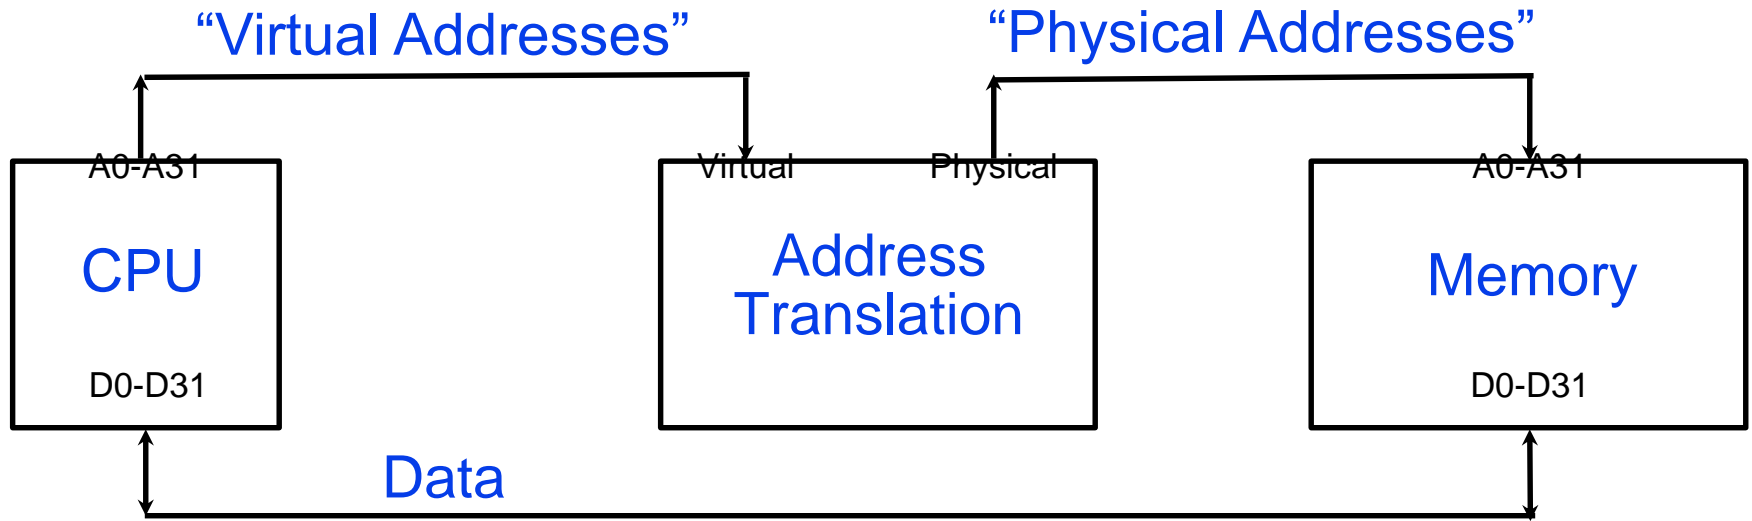 “Virtual Addresses”
“Physical Addresses”
A0-A31
Virtual
Physical
A0-A31
CPU
Address
Translation
Memory
D0-D31
D0-D31
Data